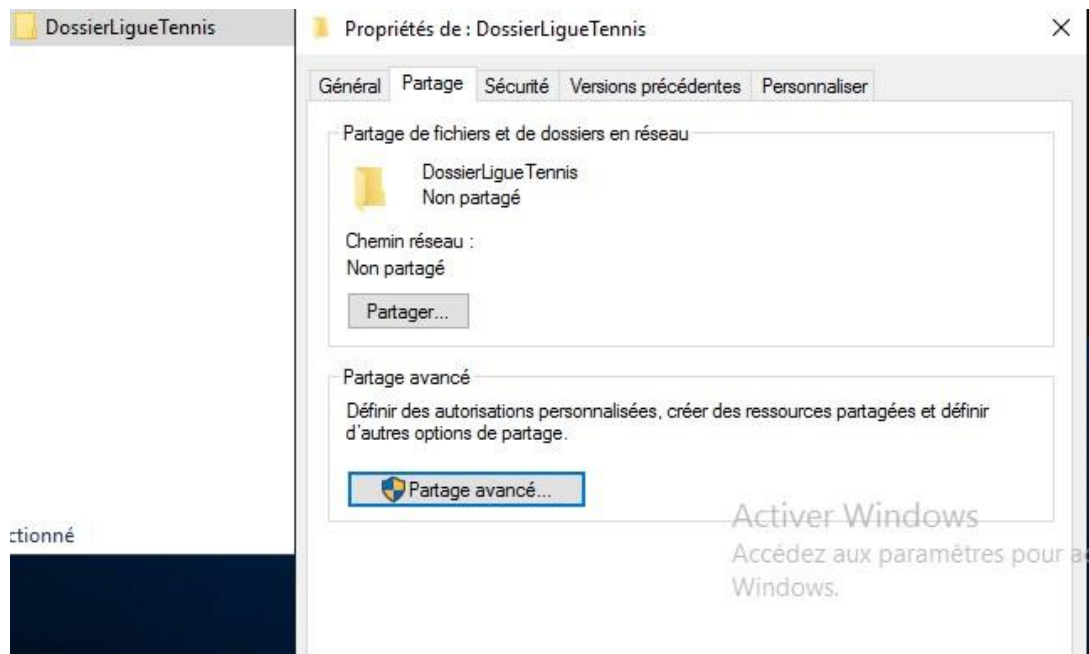 DossierLigueTennis
Propriétés de : DossierLigueTennis
Général Partage Sécurité Versions précédentes Personnaliser
Partage de fichiers et de dossiers en réseau
DossierLigueTennis
Non partagé
Chemin réseau :
Non partagé
Partager...
Partage avancé
Définir des autorisations personnalisées, créer des ressources partagées et définir
d'autres options de partage.
Partage avancé...
Activer Windows
Accédez aux paramètres pour a
Windows.
ctionné